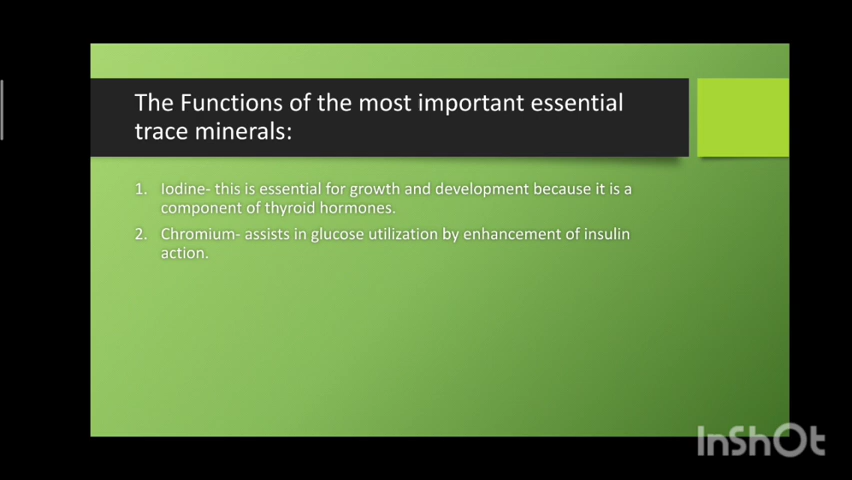 The Functions of the most important essential
trace minerals:
1. Iodine- this is essential for growth and development because it is a
component of thyroid hormones.
2. Chromium- assists in glucose utilization by enhancement of insulin
action.
InShOt